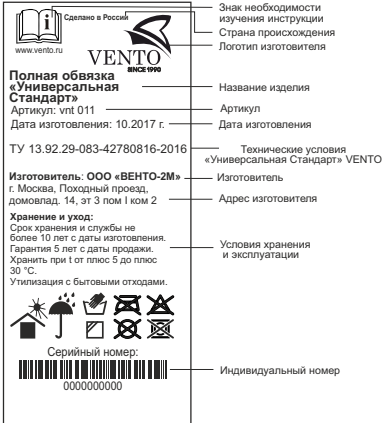 i
Сделано в России
www.vento.ru
VENTO
SINCE 1990
Полная обвязка
«Универсальная
Стандарт»
Артикул: vnt 011
Дата изготовления: 10.2017 г.
ТУ 13.92.29-083-42780816-2016
Изготовитель: ООО «ВЕНТО-2М»
г. Москва, Походный проезд,
домовлад. 14, эт 3 пом I ком 2
Хранение и уход:
Срок хранения и службы не
более 10 лет с даты изготовления.
Гарантия 5 лет с даты продажи.
Хранить при t от плюс 5 до плюс
30 °C.
Утилизация с бытовыми отходами.
Серийный номер:
0000000000
Знак необходимости
изучения инструкции
Страна происхождения
Логотип изготовителя
Название изделия
Артикул
Дата изготовления
Технические условия
«Универсальная Стандарт» VENTO
Изготовитель
Адрес изготовителя
Условия хранения
и эксплуатации
Индивидуальный номер